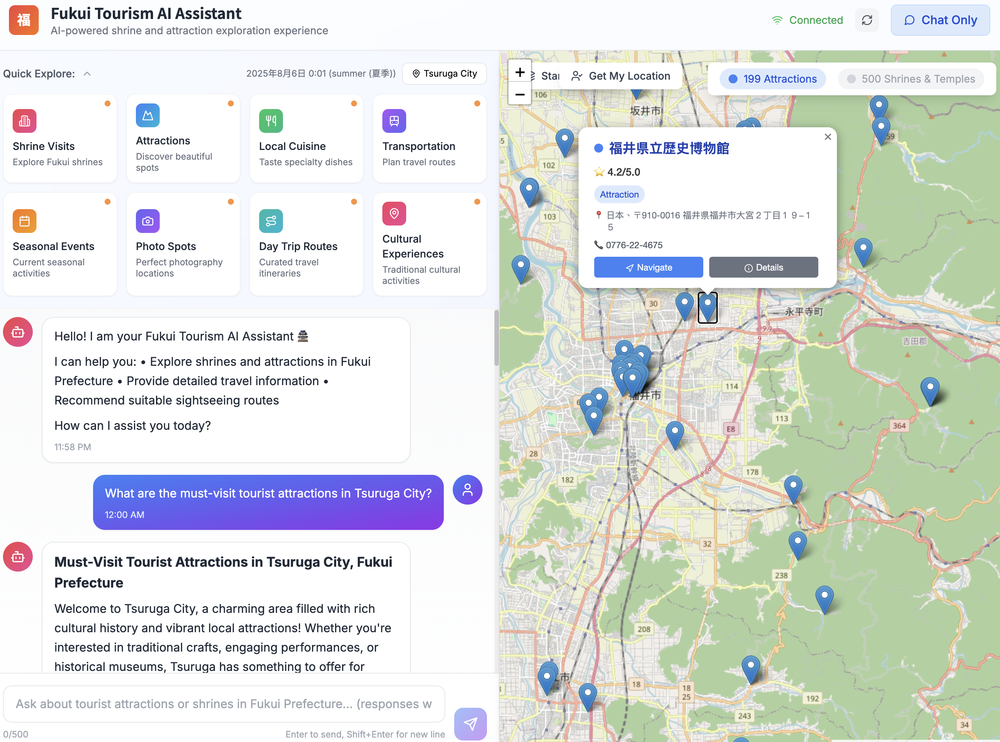 福
Fukui Tourism AI Assistant
AI-powered shrine and attraction exploration experience
Connected
Chat Only
Quick Explore:
2025年8月6日 0:01 (summer (夏季))
Tsuruga City
Shrine Visits
Explore Fukui shrines
Attractions
Discover beautiful
spots
Local Cuisine
Taste specialty dishes
Transportation
Plan travel routes
Seasonal Events
Current seasonal
activities
Photo Spots
Perfect photography
locations
Day Trip Routes
Curated travel
itineraries
Cultural
Experiences
Traditional cultural
activities
Hello! I am your Fukui Tourism AI Assistant 🏯
I can help you: • Explore shrines and attractions in Fukui
Prefecture • Provide detailed travel information •
Recommend suitable sightseeing routes
How can I assist you today?
11:58 PM
What are the must-visit tourist attractions in Tsuruga City?
12:00 AM
Must-Visit Tourist Attractions in Tsuruga City, Fukui
Prefecture
Welcome to Tsuruga City, a charming area filled with rich
cultural history and vibrant local attractions! Whether you're
interested in traditional crafts, engaging performances, or
historical museums, Tsuruga has something to offer for
Ask about tourist attractions or shrines in Fukui Prefecture... (responses w
0/500
Enter to send, Shift+Enter for new line
+
−
Get My Location
199 Attractions
500 Shrines & Temples
106
坂井市
59
102
103
福井県立歴史博物館
⭐ 4.2/5.0
Attraction
📍 日本、〒910-0016 福井県福井市大宮２丁目１９−１
５
📞 0776-22-4675
Navigate
Details
30
永平寺町
9
吉田郡
114
福井市
113
364
E8
28
北陸新幹線
178
8
182
32
238
208
市
18
18
25
192
243
34